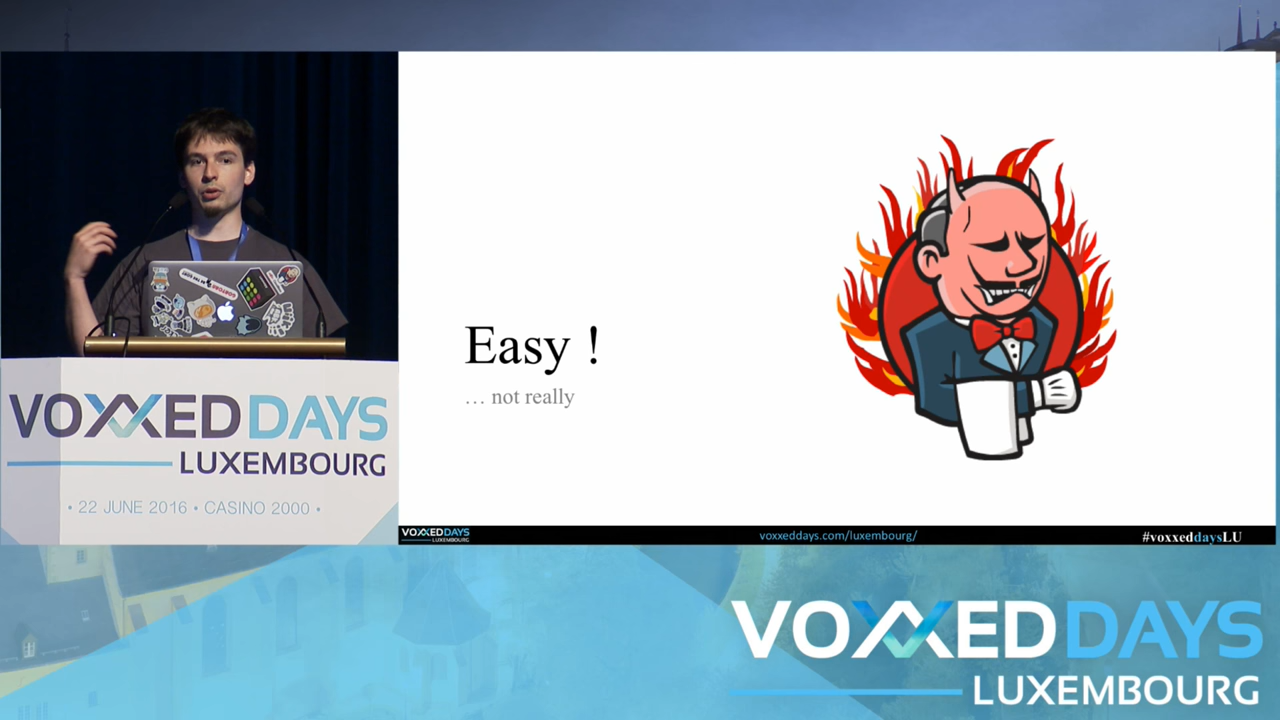 Easy !
… not really
VOXXED DAYS
LUXEMBOURG
• 22 JUNE 2016 • CASINO 2000 •
VOXXED DAYS
LUXEMBOURG
voxxeddays.com/luxembourg/
#voxxeddaysLU
VOXXED DAYS
LUXEMBOURG